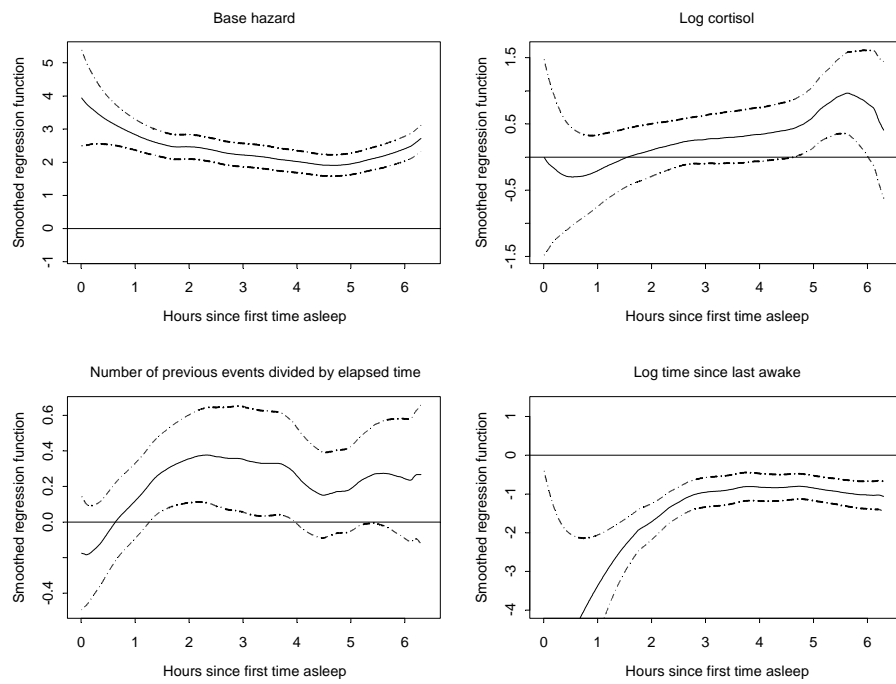 Base hazard
Smoothed regression function
5
4
3
2
1
0
-1
0 1 2 3 4 5 6
Hours since first time asleep
Log cortisol
Smoothed regression function
1.5
0.5
-0.5
-1.5
0 1 2 3 4 5 6
Hours since first time asleep
Number of previous events divided by elapsed time
Smoothed regression function
0.6
0.4
0.2
0.0
-0.4
0 1 2 3 4 5 6
Hours since first time asleep
Log time since last awake
Smoothed regression function
1
0
-1
-2
-3
-4
0 1 2 3 4 5 6
Hours since first time asleep